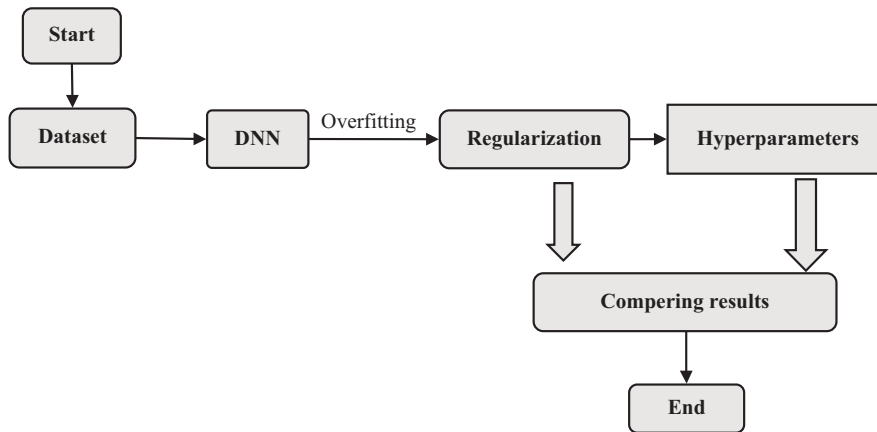 Start
Dataset
DNN
Overfitting
Regularization
Hyperparameters
Compering results
End